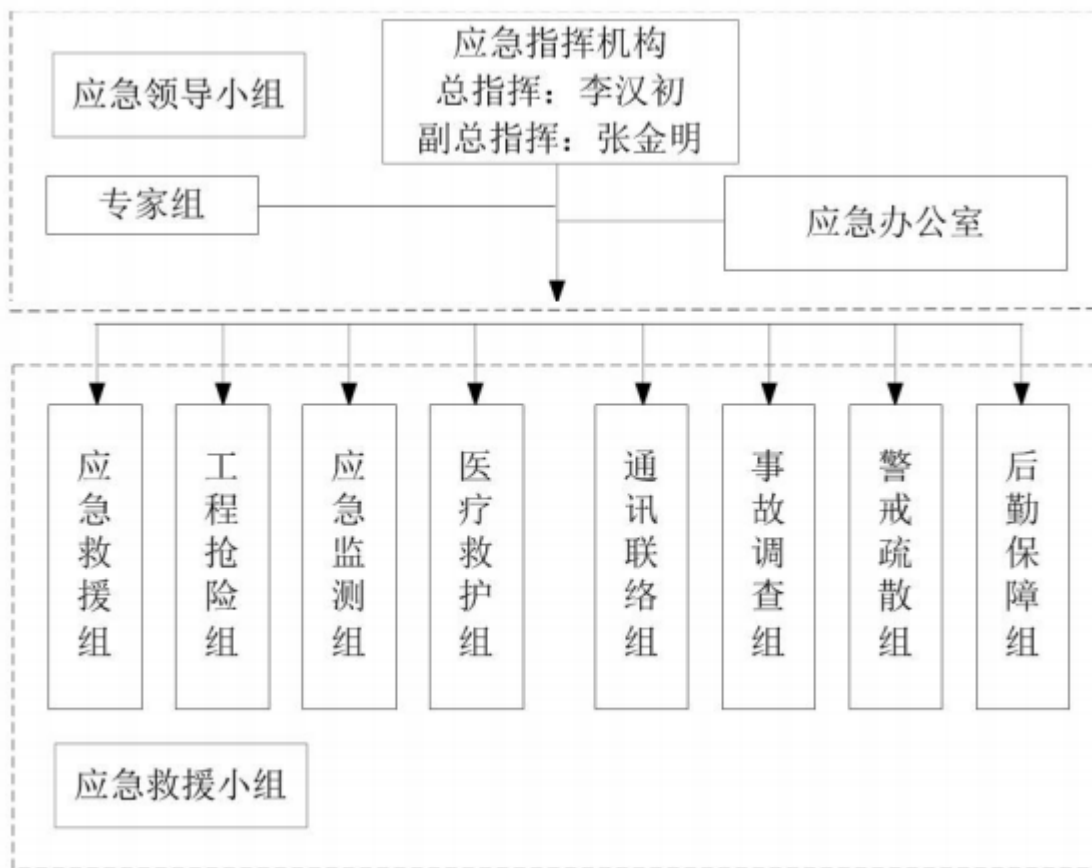 应急指挥机构
总指挥：李汉初
副总指挥：张金明
应急领导小组
专家组
应急办公室
应急救援组
工程抢险组
应急监测组
医疗救护组
通讯联络组
事故调查组
警戒疏散组
后勤保障组
应急救援小组